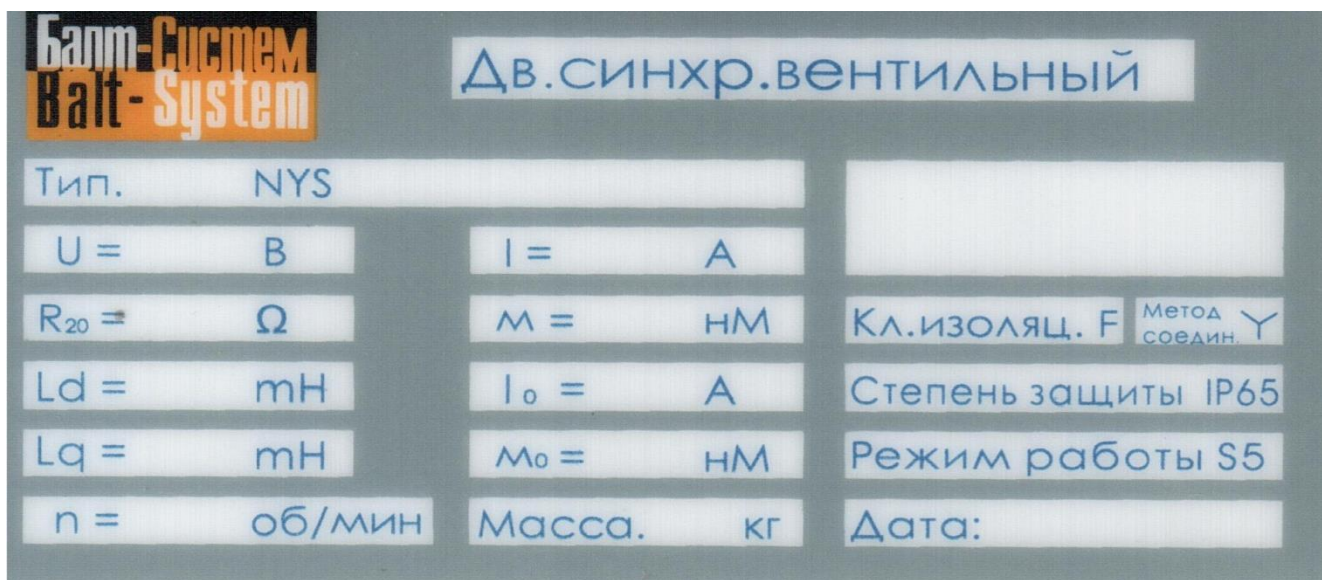 Балт-Систем
Balt-System
Дв.синхр.вентильный
Тип. NYS
U = В I = А
R₂₀ = Ω м = нМ
Кл.изоляц. F
Метод
соедин. Y
Ld = mH I₀ = А
Степень защиты IP65
Lq = mH м₀ = нМ
Режим работы S5
n = об/мин Масса. кг
Дата: